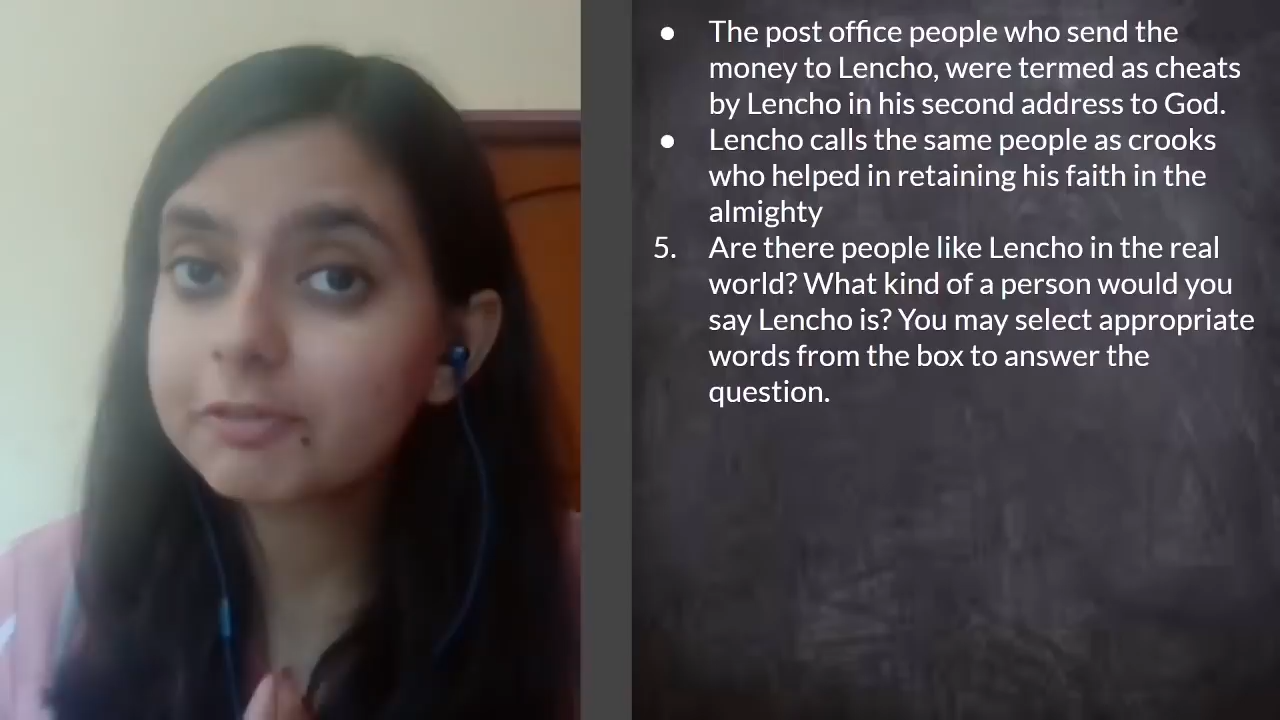 ● The post office people who send the
money to Lencho, were termed as cheats
by Lencho in his second address to God.
● Lencho calls the same people as crooks
who helped in retaining his faith in the
almighty
5. Are there people like Lencho in the real
world? What kind of a person would you
say Lencho is? You may select appropriate
words from the box to answer the
question.